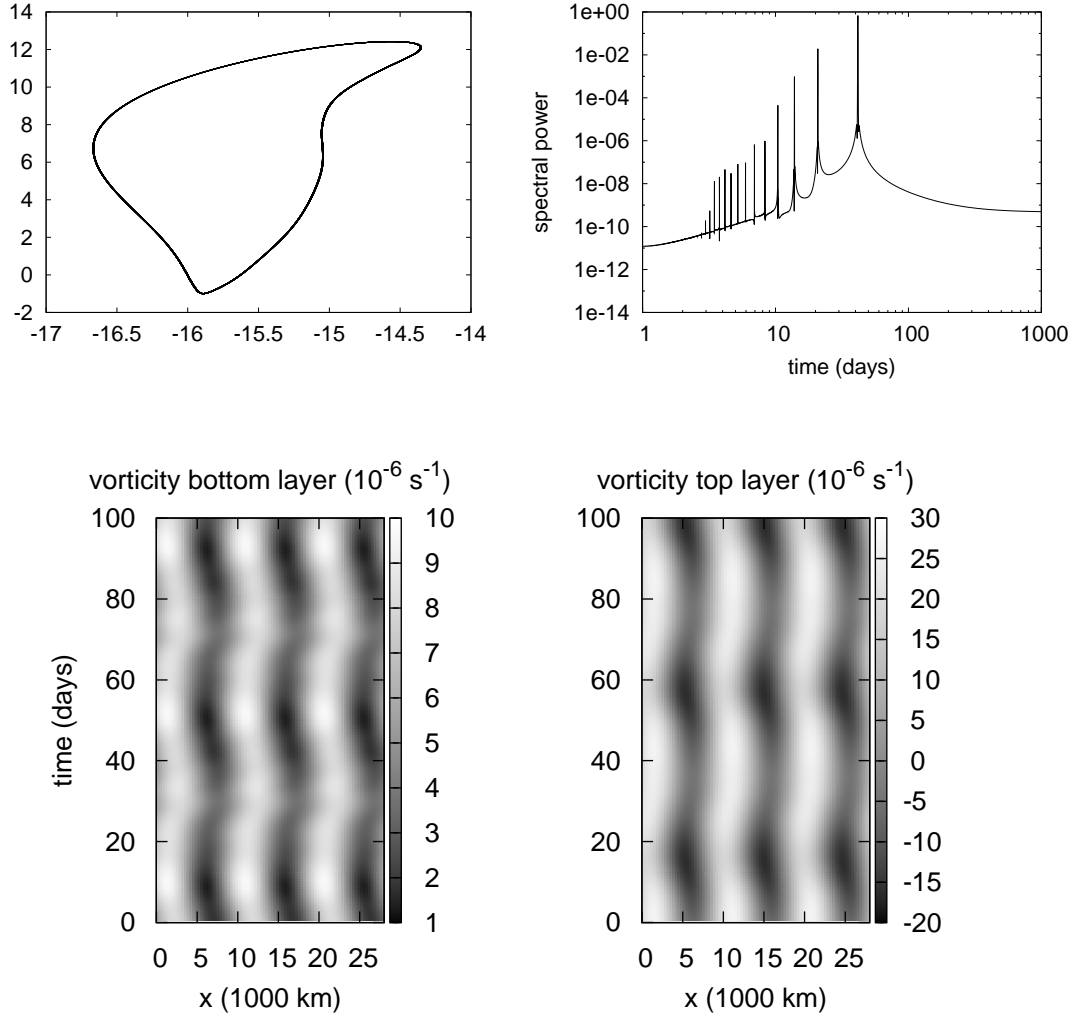 14
12
10
8
6
4
2
0
-2
-17 -16.5 -16 -15.5 -15 -14.5 -14
1e+00
1e-02
1e-04
1e-06
1e-08
1e-10
1e-12
1e-14
spectral power
1 10 100 1000
time (days)
vorticity bottom layer (10^-6 s^-1)
100
80
60
40
20
0
time (days)
0 5 10 15 20 25
x (1000 km)
10
9
8
7
6
5
4
3
2
1
vorticity top layer (10^-6 s^-1)
100
80
60
40
20
0
0 5 10 15 20 25
x (1000 km)
30
25
20
15
10
5
0
-5
-10
-15
-20